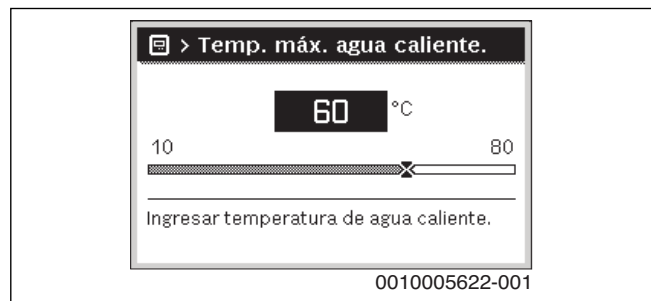 > Temp. máx. agua caliente.
60 °C
10 80
Ingresar temperatura de agua caliente.
0010005622-001